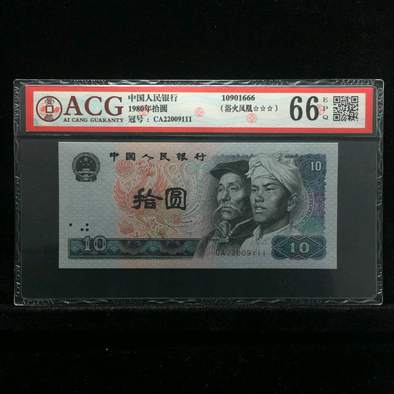 ACG
AI CANG GUARANTY
中国人民银行
1980年拾圆
冠号：CA22009111
10901666
（浴火凤凰☆☆☆）
66
EPQ
中国人民银行
10
拾圆
10
10
CA22009111